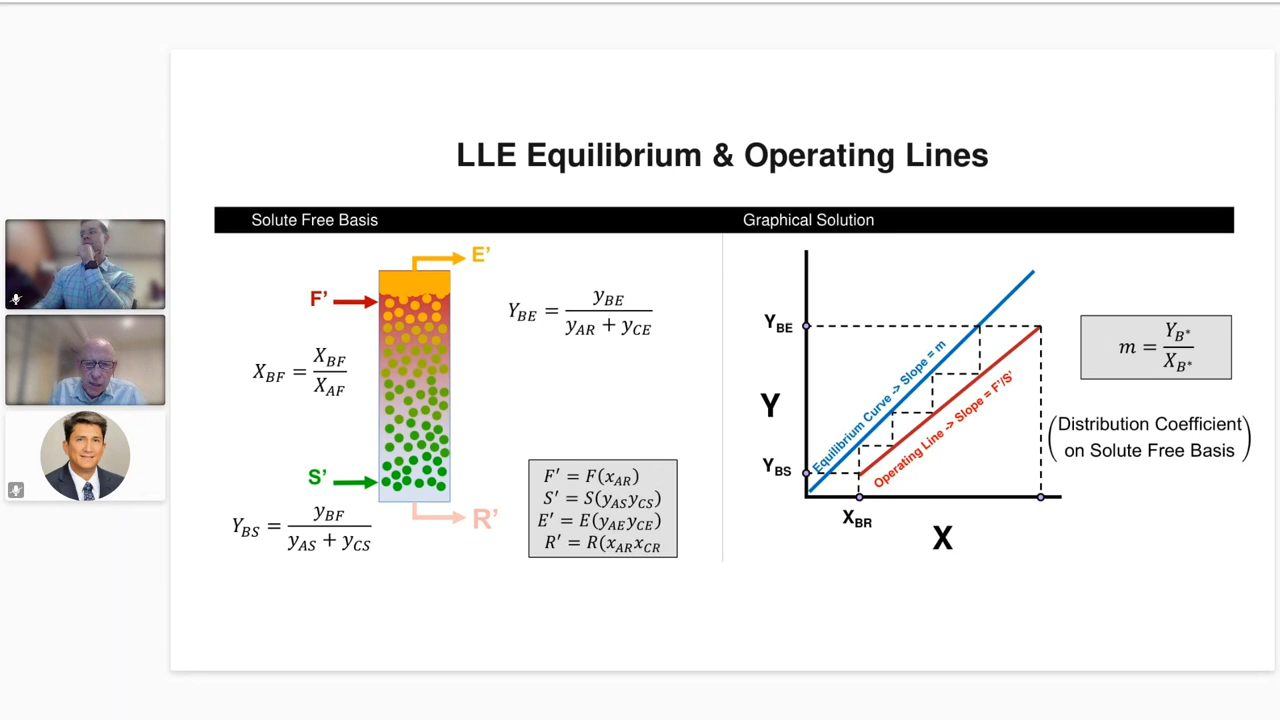 LLE Equilibrium & Operating Lines
Solute Free Basis
Graphical Solution
E'
F'
Y_BE = y_BE / (y_AR + y_CE)
X_BF = X_BF / X_AF
S'
R'
Y_BS = y_BF / (y_AS + y_CS)
F' = F(x_AR)
S' = S(y_AS y_CS)
E' = E(y_AE y_CE)
R' = R(x_AR x_CR
Y_BE
Y
Y_BS
Equilibrium Curve -> Slope = m
Operating Line -> Slope = F'/S'
X_BR
X
m = Y_B* / X_B*
(Distribution Coefficient
on Solute Free Basis)